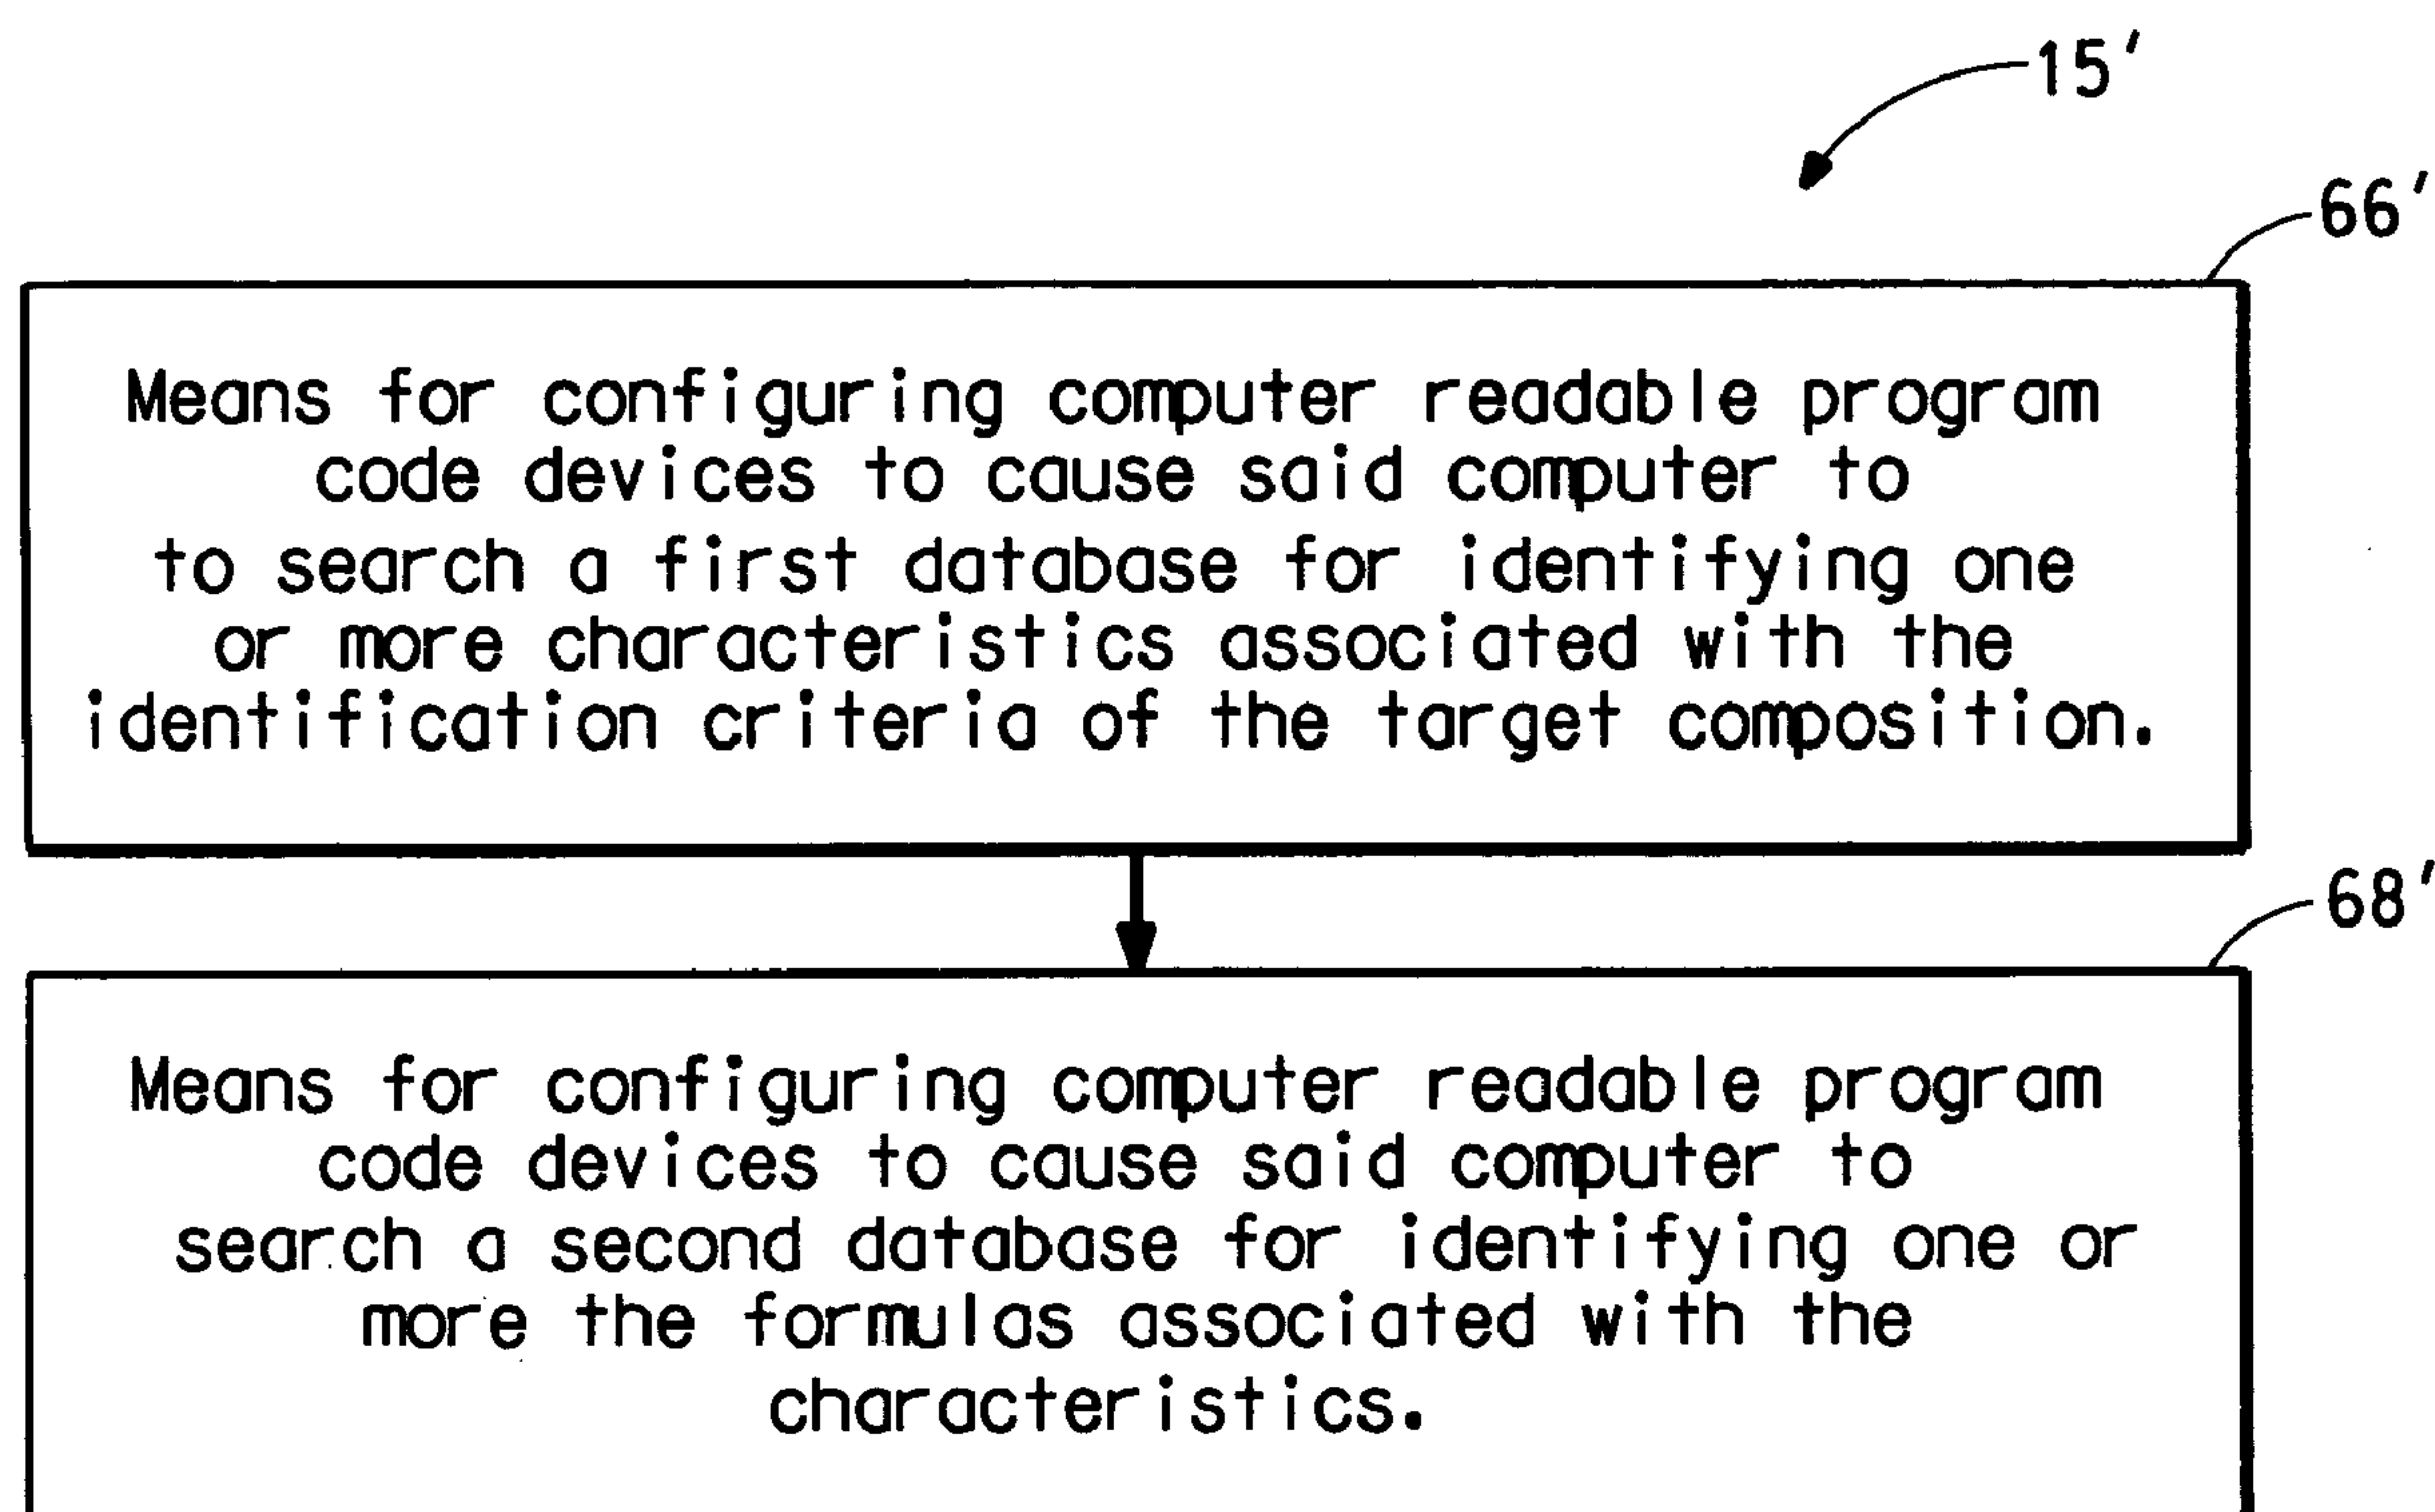 15'
66'
Means for configuring computer readable program
code devices to cause said computer to
to search a first database for identifying one
or more characteristics associated with the
identification criteria of the target composition.
68'
Means for configuring computer readable program
code devices to cause said computer to
search a second database for identifying one or
more the formulas associated with the
characteristics.